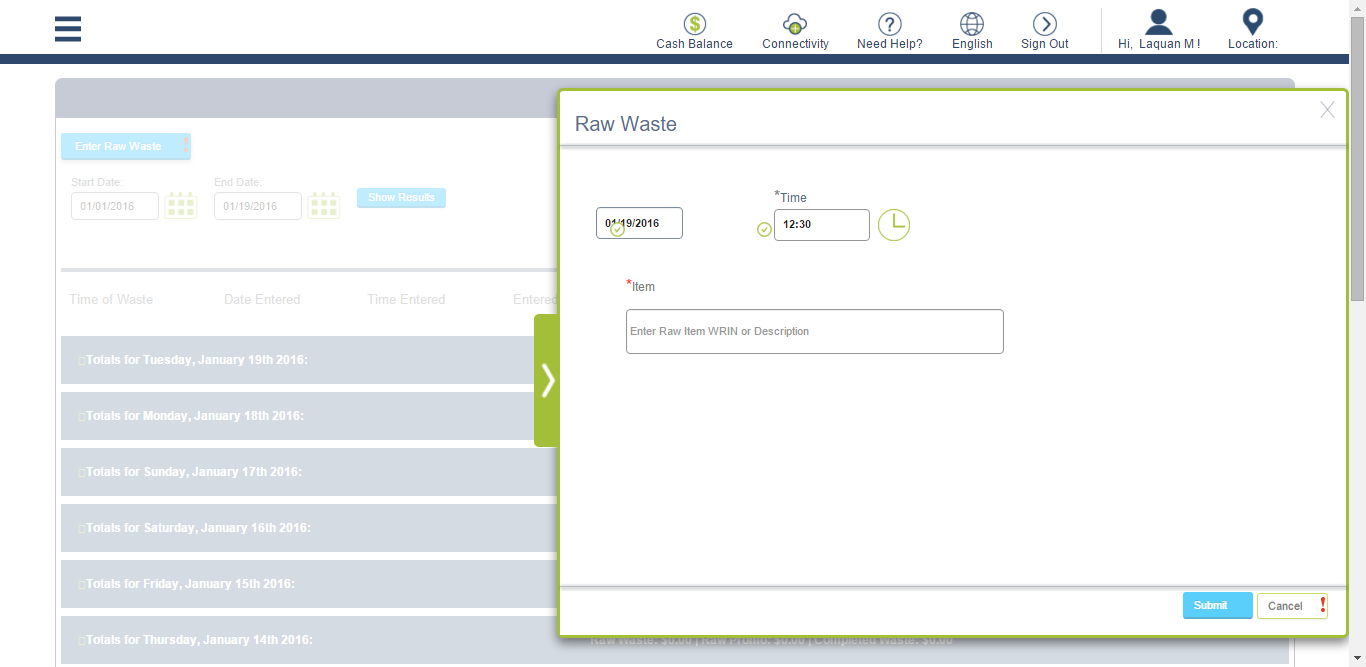 Cash Balance
Connectivity
Need Help?
English
Sign Out
Hi, Laquan M !
Location:
Raw Waste
Enter Raw Waste
Start Date:
End Date:
01/01/2016
01/19/2016
Show Results
*Time
01/19/2016
12:30
*Item
Enter Raw Item WRIN or Description
Time of Waste
Date Entered
Time Entered
Entered
Totals for Tuesday, January 19th 2016:
Totals for Monday, January 18th 2016:
Totals for Sunday, January 17th 2016:
Totals for Saturday, January 16th 2016:
Totals for Friday, January 15th 2016:
Totals for Thursday, January 14th 2016:
Raw Waste: $0.00 | Raw Promo: $0.00 | Completed Waste: $0.00
Submit
Cancel !